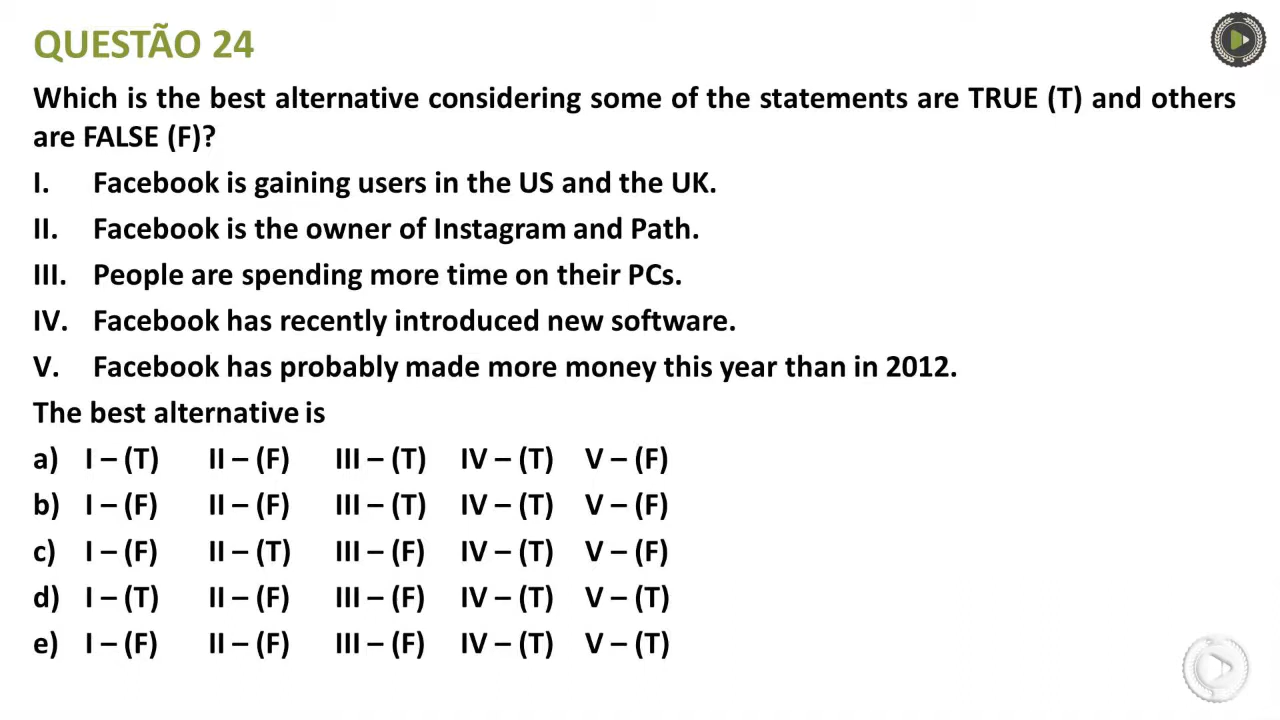 QUESTÃO 24
Which is the best alternative considering some of the statements are TRUE (T) and others
are FALSE (F)?
I. Facebook is gaining users in the US and the UK.
II. Facebook is the owner of Instagram and Path.
III. People are spending more time on their PCs.
IV. Facebook has recently introduced new software.
V. Facebook has probably made more money this year than in 2012.
The best alternative is
a) I – (T) II – (F) III – (T) IV – (T) V – (F)
b) I – (F) II – (F) III – (T) IV – (T) V – (F)
c) I – (F) II – (T) III – (F) IV – (T) V – (F)
d) I – (T) II – (F) III – (F) IV – (T) V – (T)
e) I – (F) II – (F) III – (F) IV – (T) V – (T)